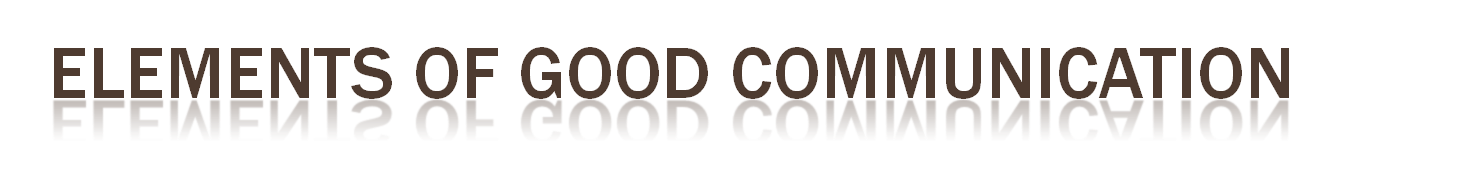 ELEMENTS OF GOOD COMMUNICATION